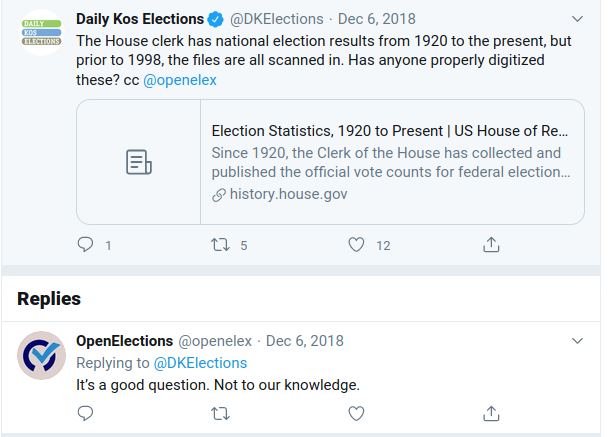 DAILY
KOS
ELECTIONS
Daily Kos Elections @DKElections · Dec 6, 2018
The House clerk has national election results from 1920 to the present, but
prior to 1998, the files are all scanned in. Has anyone properly digitized
these? cc @openelex
Election Statistics, 1920 to Present | US House of Re...
Since 1920, the Clerk of the House has collected and
published the official vote counts for federal election...
history.house.gov
1 5 12
Replies
OpenElections @openelex · Dec 6, 2018
Replying to @DKElections
It's a good question. Not to our knowledge.